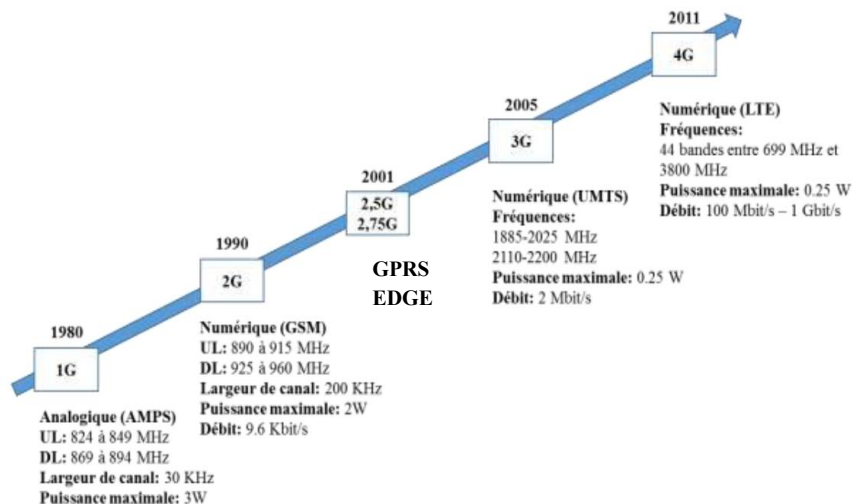 1980
1G
Analogique (AMPS)
UL: 824 à 849 MHz
DL: 869 à 894 MHz
Largeur de canal: 30 KHz
Puissance maximale: 3W
1990
2G
Numérique (GSM)
UL: 890 à 915 MHz
DL: 925 à 960 MHz
Largeur de canal: 200 KHz
Puissance maximale: 2W
Débit: 9.6 Kbit/s
2001
2,5G
2,75G
GPRS
EDGE
2005
3G
Numérique (UMTS)
Fréquences:
1885-2025 MHz
2110-2200 MHz
Puissance maximale: 0.25 W
Débit: 2 Mbit/s
2011
4G
Numérique (LTE)
Fréquences:
44 bandes entre 699 MHz et
3800 MHz
Puissance maximale: 0.25 W
Débit: 100 Mbit/s – 1 Gbit/s